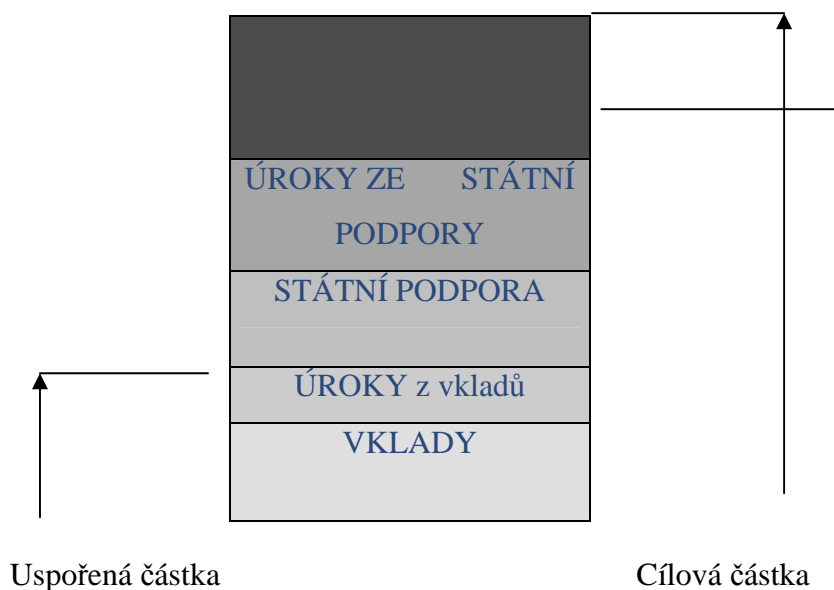 ÚROKY ZE STÁTNÍ
PODPORY
STÁTNÍ PODPORA
ÚROKY z vkladů
VKLADY
Uspořená částka
Cílová částka